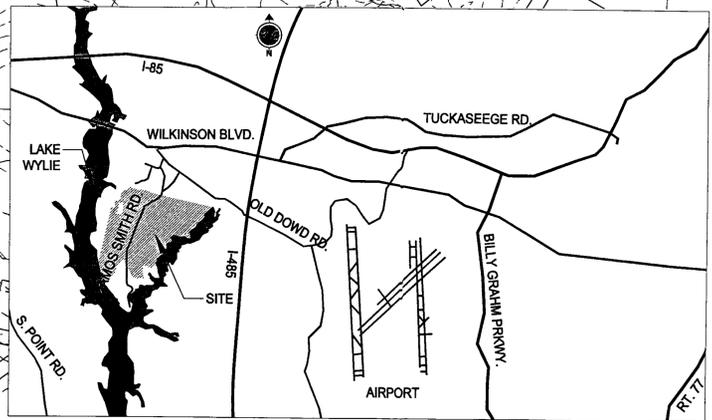 N
I-85
TUCKASEEGE RD.
WILKINSON BLVD.
LAKE
WYLIE
OLD DOWD RD.
AMOS SMITH RD.
I-485
SITE
BILLY GRAHM PRKWY.
S. POINT RD.
AIRPORT
RT. 77